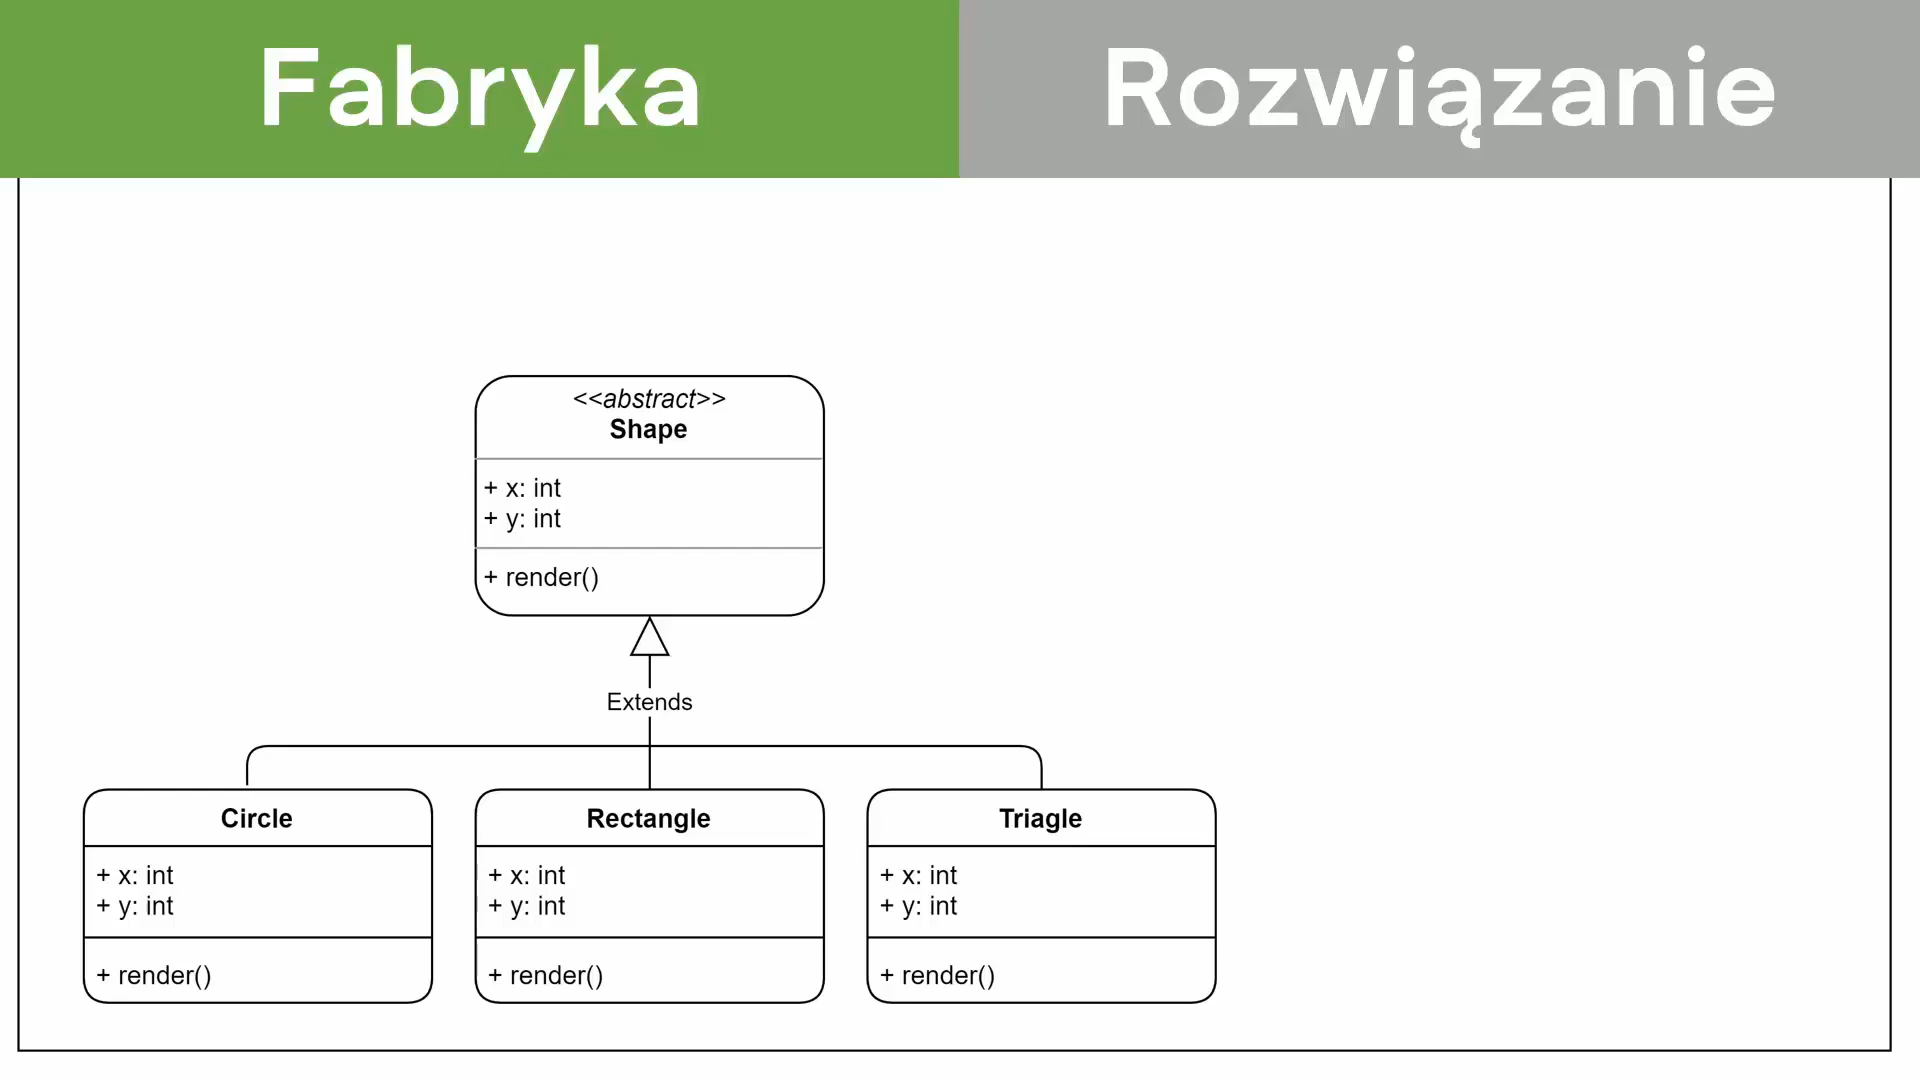 Fabryka
Rozwiązanie
<<abstract>>
Shape
+ x: int
+ y: int
+ render()
Extends
Circle
+ x: int
+ y: int
+ render()
Rectangle
+ x: int
+ y: int
+ render()
Triagle
+ x: int
+ y: int
+ render()